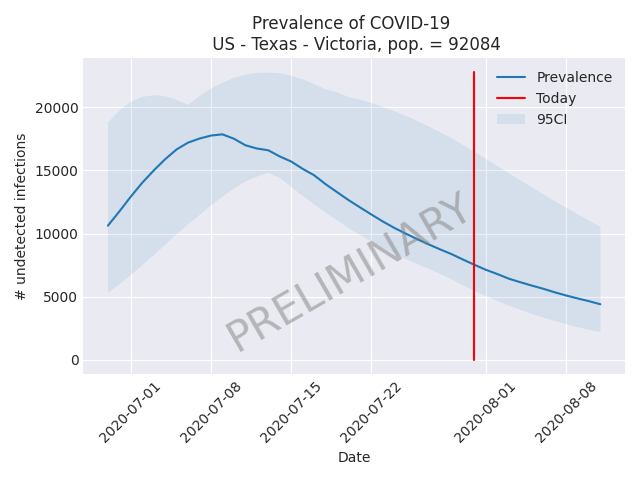 Prevalence of COVID-19
US - Texas - Victoria, pop. = 92084
Prevalence
Today
95CI
# undetected infections
20000
15000
10000
5000
0
PRELIMINARY
2020-07-01
2020-07-08
2020-07-15
2020-07-22
2020-08-01
2020-08-08
Date